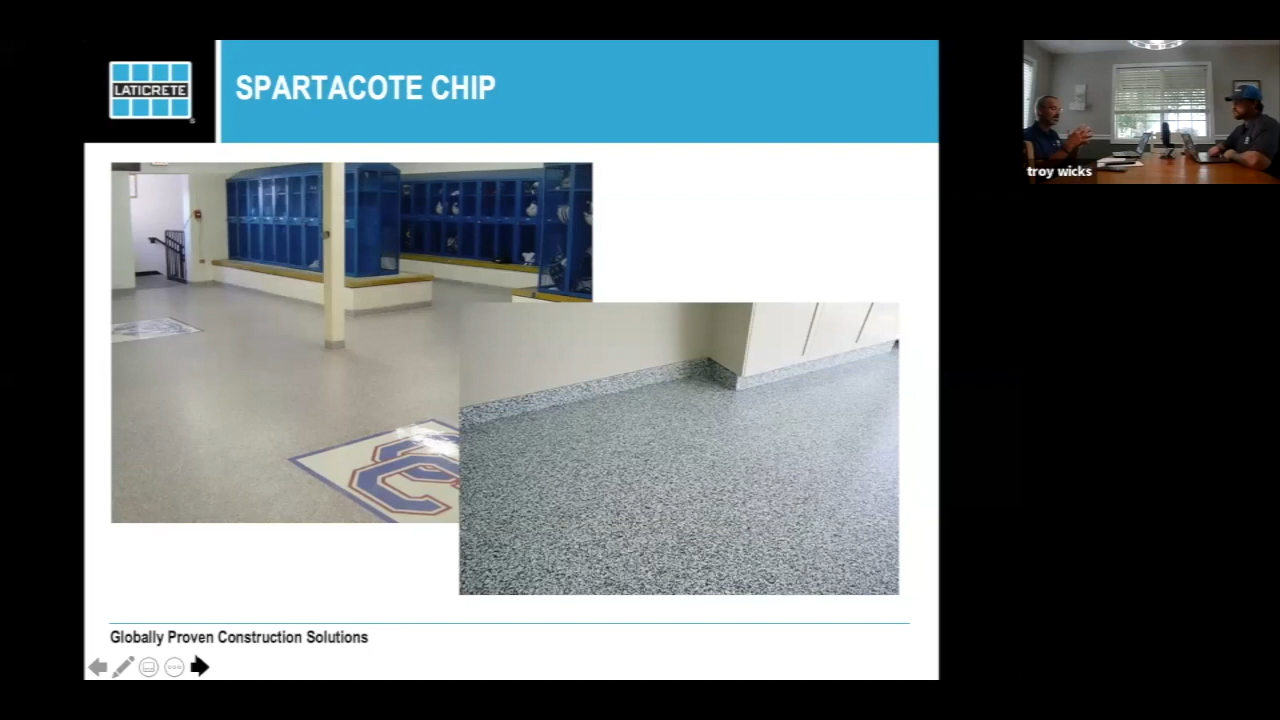 LATICRETE
SPARTACOTE CHIP
troy wicks
Globally Proven Construction Solutions